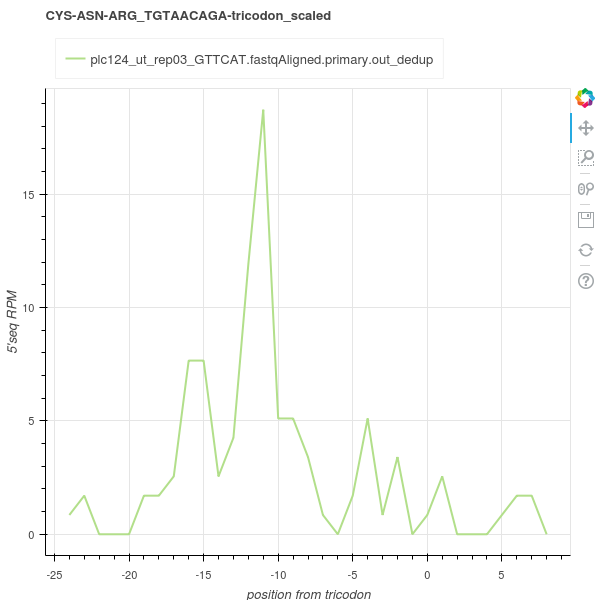 CYS-ASN-ARG_TGTAACAGA-tricodon_scaled
plc124_ut_rep03_GTTCAT.fastqAligned.primary.out_dedup
15
10
5
0
5'seq RPM
-25
-20
-15
-10
-5
0
5
position from tricodon